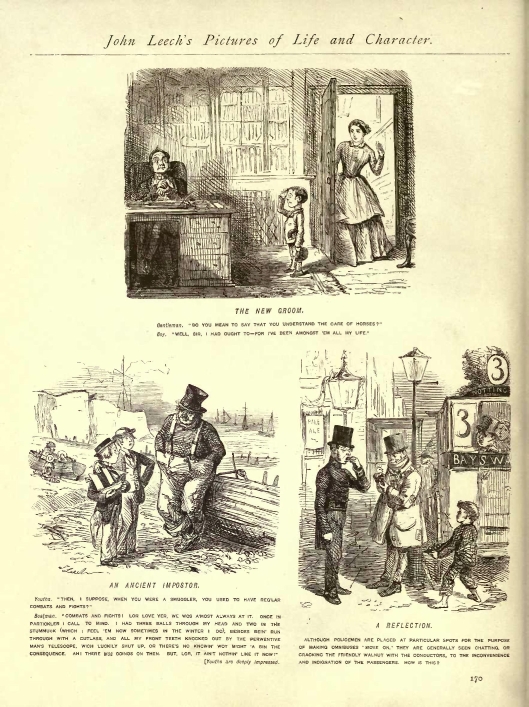 John Leech's Pictures of Life and Character.
THE NEW GROOM.
Gentleman. "DO YOU MEAN TO SAY THAT YOU UNDERSTAND THE CARE OF HORSES?"
Boy. "WELL, SIR, I HAD OUGHT TO—FOR I'VE BEEN AMONGST 'EM ALL MY LIFE."
PALE
ALE
3
NOTTING
3
BAYSW
Leech
AN ANCIENT IMPOSTOR.
Youths. "THEN, I SUPPOSE, WHEN YOU WERE A SMUGGLER, YOU USED TO HAVE REGULAR
COMBATS AND FIGHTS?"
Boatman. "COMBATS AND FIGHTS! LOR LOVE YER, WE WOS A'MOST ALWAYS AT IT. ONCE IN
PARTICKLER I CALL TO MIND. I HAD THREE BALLS THROUGH MY HEAD AND TWO IN THE
STUMMUCK (WHICH I FEEL 'EM NOW SOMETIMES IN THE WINTER I DO), BESIDES BEIN' RUN
THROUGH WITH A CUTLASS, AND ALL MY FRONT TEETH KNOCKED OUT BY THE PERWENTIVE
MAN'S TELESCOPE, WICH LUCKILY SHUT UP, OR THERE'S NO KNOWIN' WOT MIGHT 'A BIN THE
CONSEQUENCE. AH! THERE WOS GOINGS ON THEN. BUT, LOR, IT AIN'T NOTHIN' LIKE IT NOW!"
[Youths are deeply impressed.
A REFLECTION.
ALTHOUGH POLICEMEN ARE PLACED AT PARTICULAR SPOTS FOR THE PURPOSE
OF MAKING OMNIBUSES "MOVE ON," THEY ARE GENERALLY SEEN CHATTING, OR
CRACKING THE FRIENDLY WALNUT WITH THE CONDUCTORS, TO THE INCONVENIENCE
AND INDIGNATION OF THE PASSENGERS. HOW IS THIS?
170